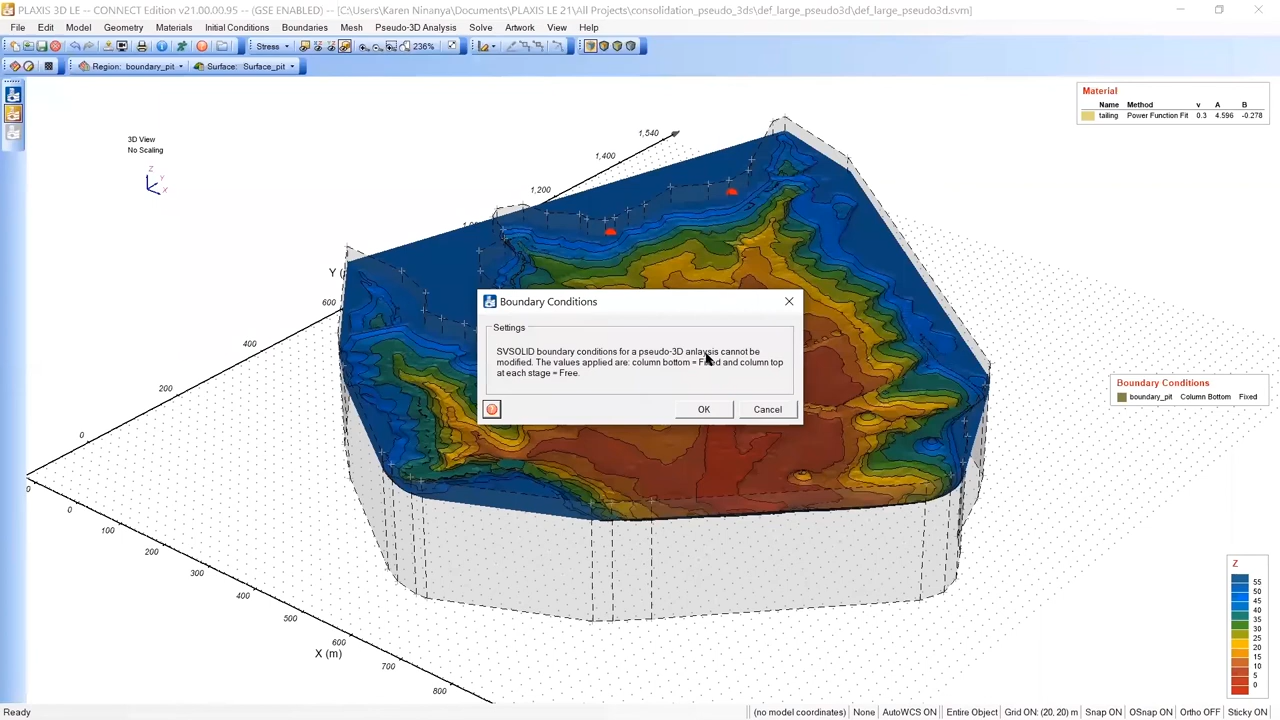 PLAXIS 3D LE -- CONNECT Edition v21.00.00.95 -- (GSE ENABLED) -- [C:\Users\Karen Ninanya\Documents\PLAXIS LE 21\All Projects\consolidation_pseudo_3ds\def_large_pseudo3d\def_large_pseudo3d.svm]
File Edit Model Geometry Materials Initial Conditions Boundaries Mesh Pseudo-3D Analysis Solve Artwork View Help
Stress 236%
Region: boundary_pit Surface: Surface_pit
Material
Name Method v A B
tailing Power Function Fit 0.3 4.596 -0.278
3D View
No Scaling
Z
Y
X
1,540
1,400
1,200
Y (
600
400
200
0
0
0
100
200
300
400
500
600
X (m)
700
800
Boundary Conditions
Settings
SVSOLID boundary conditions for a pseudo-3D anlaysis cannot be
modified. The values applied are: column bottom = Fixed and column top
at each stage = Free.
OK Cancel
Boundary Conditions
boundary_pit Column Bottom Fixed
Z
55
50
45
40
35
30
25
20
15
10
5
0
Ready (no model coordinates) None AutoWCS ON Entire Object Grid ON: (20, 20) m Snap ON OSnap ON Ortho OFF Sticky ON